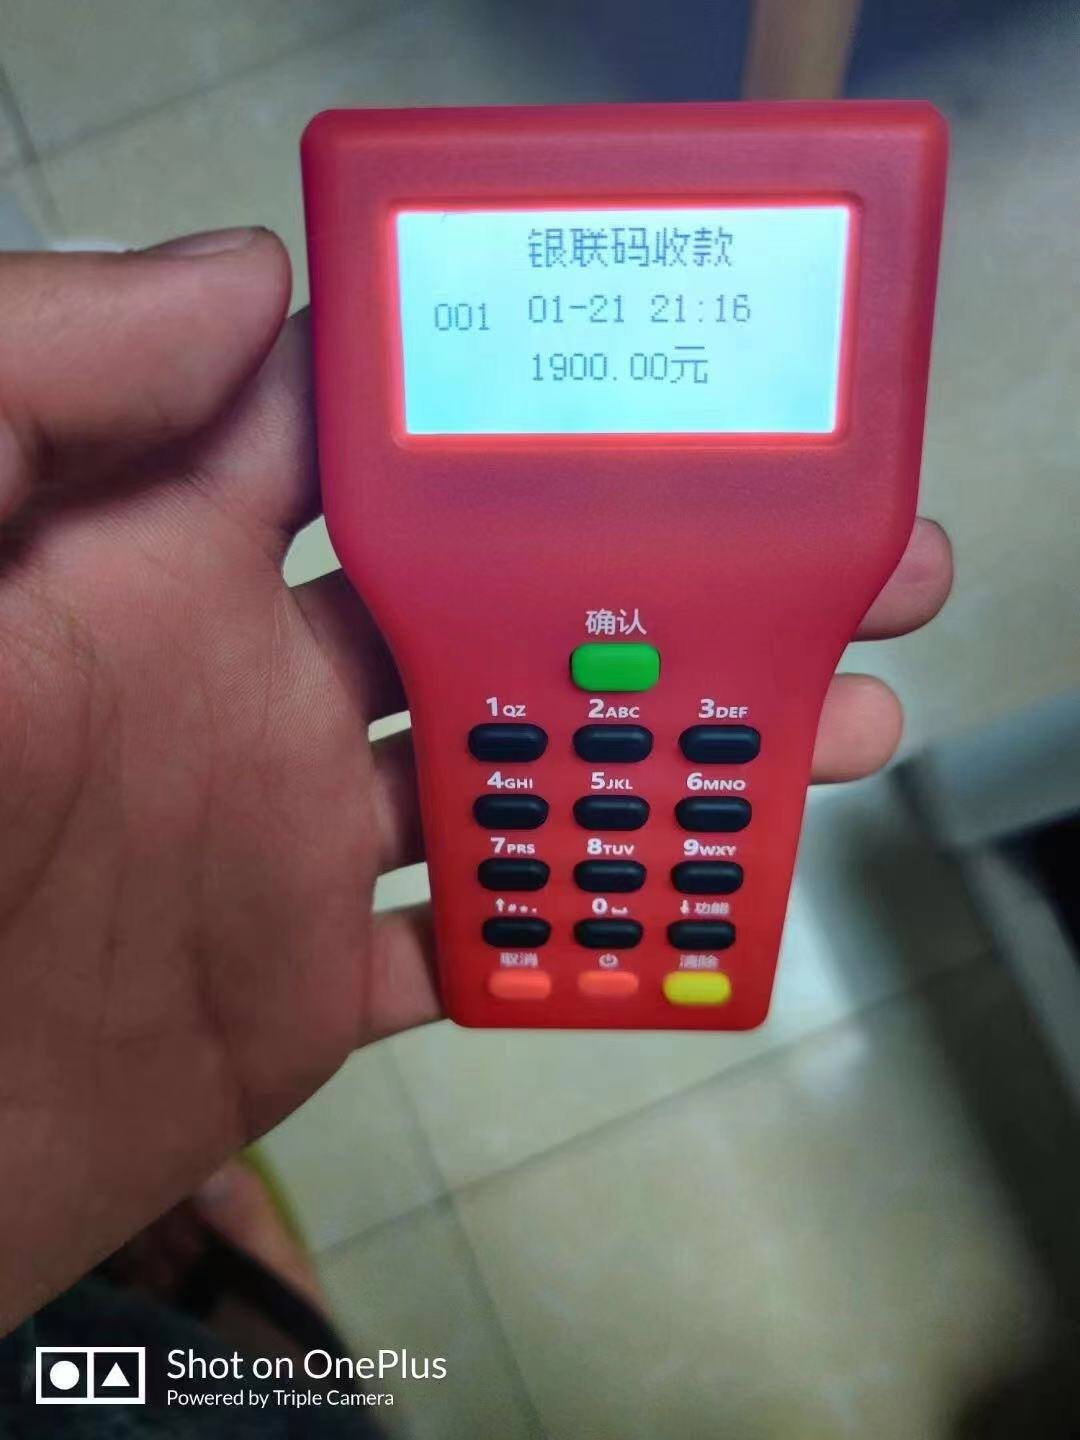 银联码收款
001 01-21 21:16
1900.00元
确认
1QZ 2ABC 3DEF
4GHI 5JKL 6MNO
7PRS 8TUV 9WXY
↑#*. 0⎵ ⬇功能
取消 ⏻ 清除
Shot on OnePlus
Powered by Triple Camera